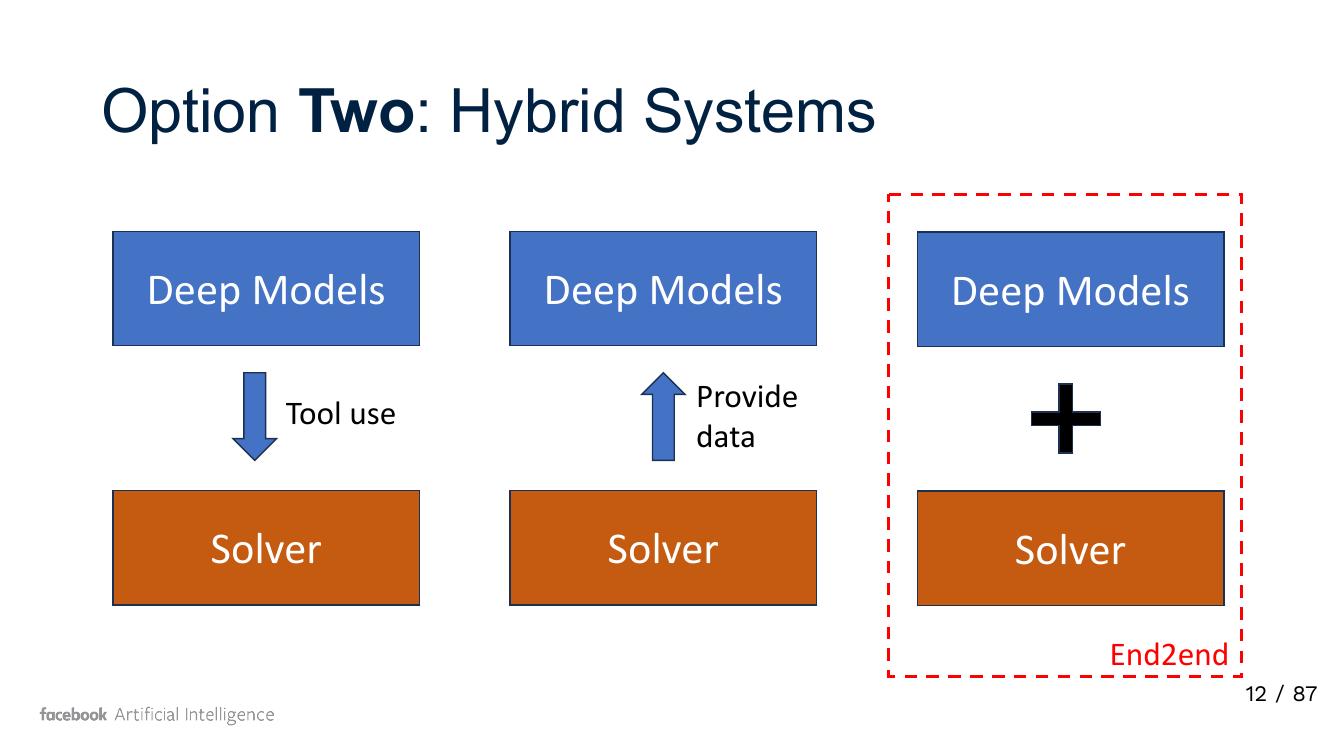 Option Two: Hybrid Systems
Deep Models
Tool use
Solver
Deep Models
Provide
data
Solver
Deep Models
Solver
End2end
12 / 87
facebook Artificial Intelligence